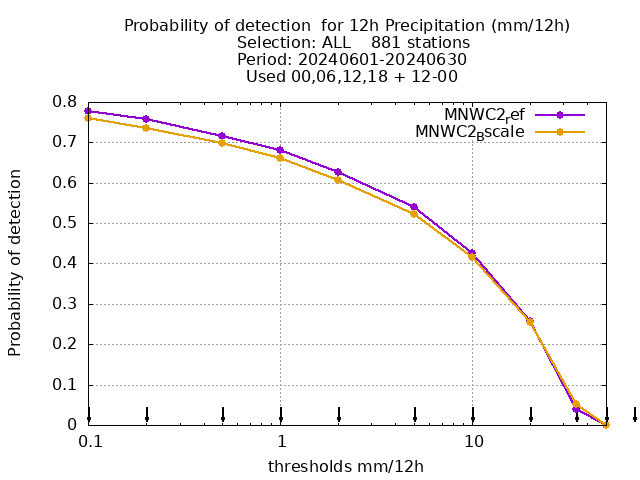 Probability of detection  for 12h Precipitation (mm/12h)
Selection: ALL    881 stations
Period: 20240601-20240630
Used 00,06,12,18 + 12-00
MNWC2ref
MNWC2Bscale
Probability of detection
0.8
0.7
0.6
0.5
0.4
0.3
0.2
0.1
0
0.1
1
10
thresholds mm/12h